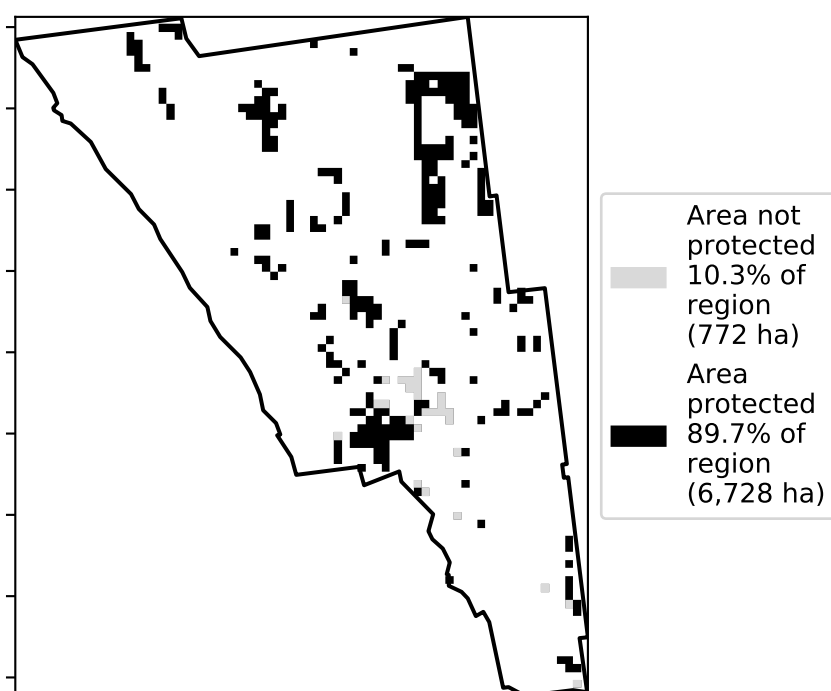 Area not
protected
10.3% of
region
(772 ha)
Area
protected
89.7% of
region
(6,728 ha)